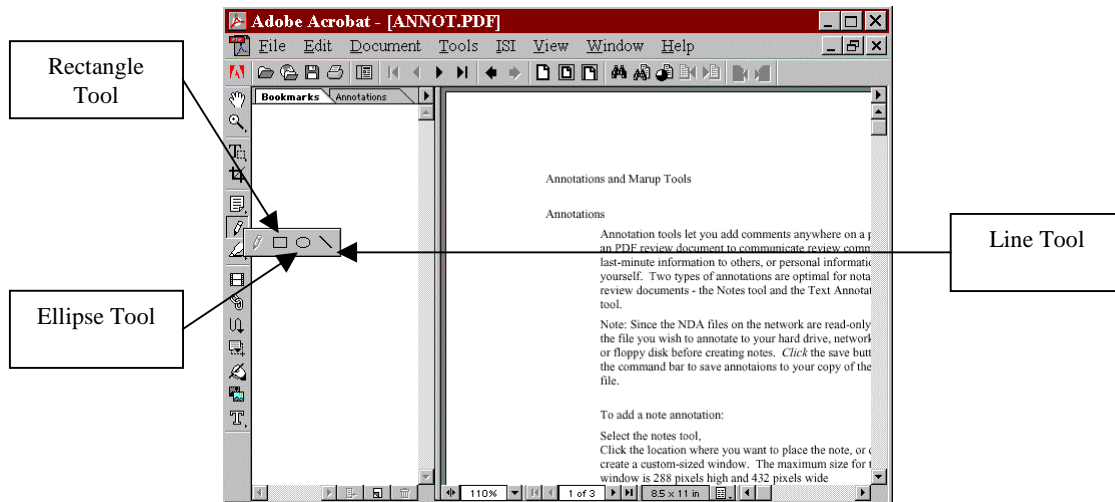 Adobe Acrobat - [ANNOT.PDF]
File Edit Document Tools ISI View Window Help
Rectangle
Tool
Bookmarks Annotations
Annotations and Marup Tools
Annotations
Annotation tools let you add comments anywhere on a p
an PDF review document to communicate review comm
last-minute information to others, or personal informatio
yourself. Two types of annotations are optimal for nota
review documents - the Notes tool and the Text Annotat
tool.
Line Tool
Ellipse Tool
Note: Since the NDA files on the network are read-only
the file you wish to annotate to your hard drive, network
or floppy disk before creating notes. Click the save butt
the command bar to save annotaions to your copy of the
file.
To add a note annotation:
Select the notes tool,
Click the location where you want to place the note, or
create a custom-sized window. The maximum size for t
window is 288 pixels high and 432 pixels wide
110% 1 of 3 8.5 x 11 in